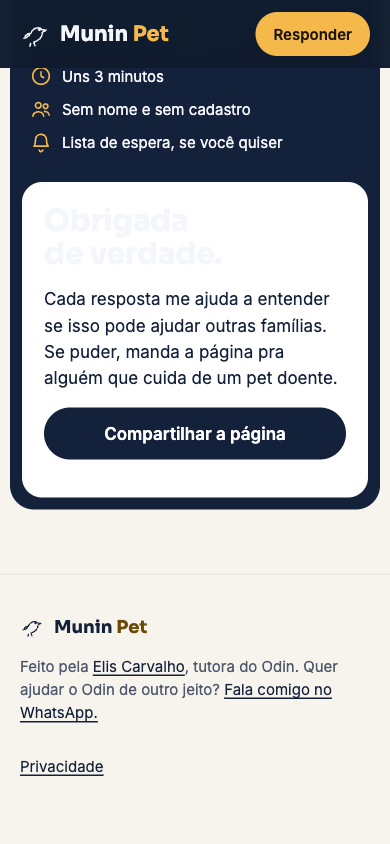 Munin Pet
Responder
Uns 3 minutos
Sem nome e sem cadastro
Lista de espera, se você quiser
Obrigada
de verdade.
Cada resposta me ajuda a entender
se isso pode ajudar outras famílias.
Se puder, manda a página pra
alguém que cuida de um pet doente.
Compartilhar a página
Munin Pet
Feito pela Elis Carvalho, tutora do Odin. Quer
ajudar o Odin de outro jeito? Fala comigo no
WhatsApp.
Privacidade